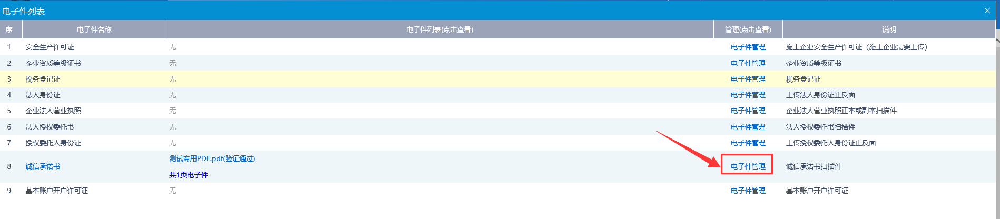 电子件列表
序 电子件名称 电子件列表(点击查看) 管理(点击查看) 说明
1 安全生产许可证 无 电子件管理 施工企业安全生产许可证（施工企业需要上传）
2 企业资质等级证书 无 电子件管理 企业资质等级证书
3 税务登记证 无 电子件管理 税务登记证
4 法人身份证 无 电子件管理 上传法人身份证正反面
5 企业法人营业执照 无 电子件管理 企业法人营业执照正本或副本扫描件
6 法人授权委托书 无 电子件管理 法人授权委托书扫描件
7 授权委托人身份证 无 电子件管理 上传授权委托人身份证正反面
测试专用PDF.pdf(验证通过)
8 诚信承诺书 电子件管理 诚信承诺书扫描件
共1页电子件
9 基本账户开户许可证 无 电子件管理 基本账户开户许可证